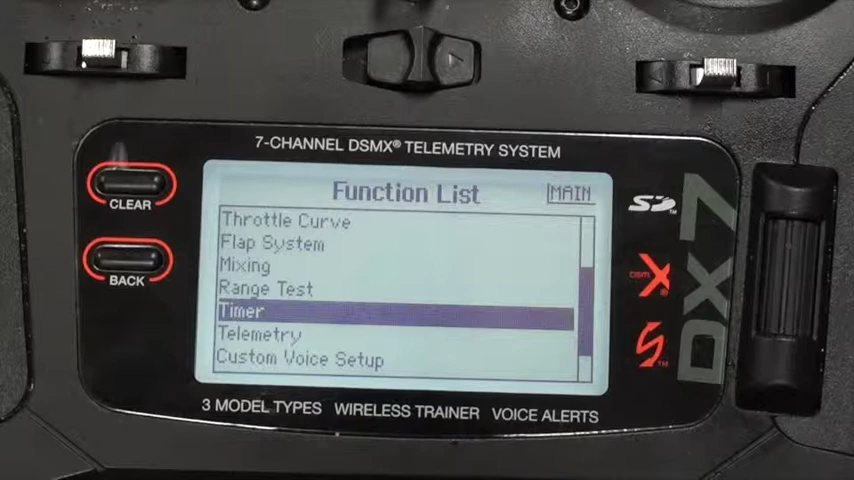 7-CHANNEL DSMX® TELEMETRY SYSTEM
CLEAR
BACK
Function List
MAIN
Throttle Curve
Flap System
Mixing
Range Test
Timer
Telemetry
Custom Voice Setup
SD
DSM X®
DX7
3 MODEL TYPES WIRELESS TRAINER VOICE ALERTS